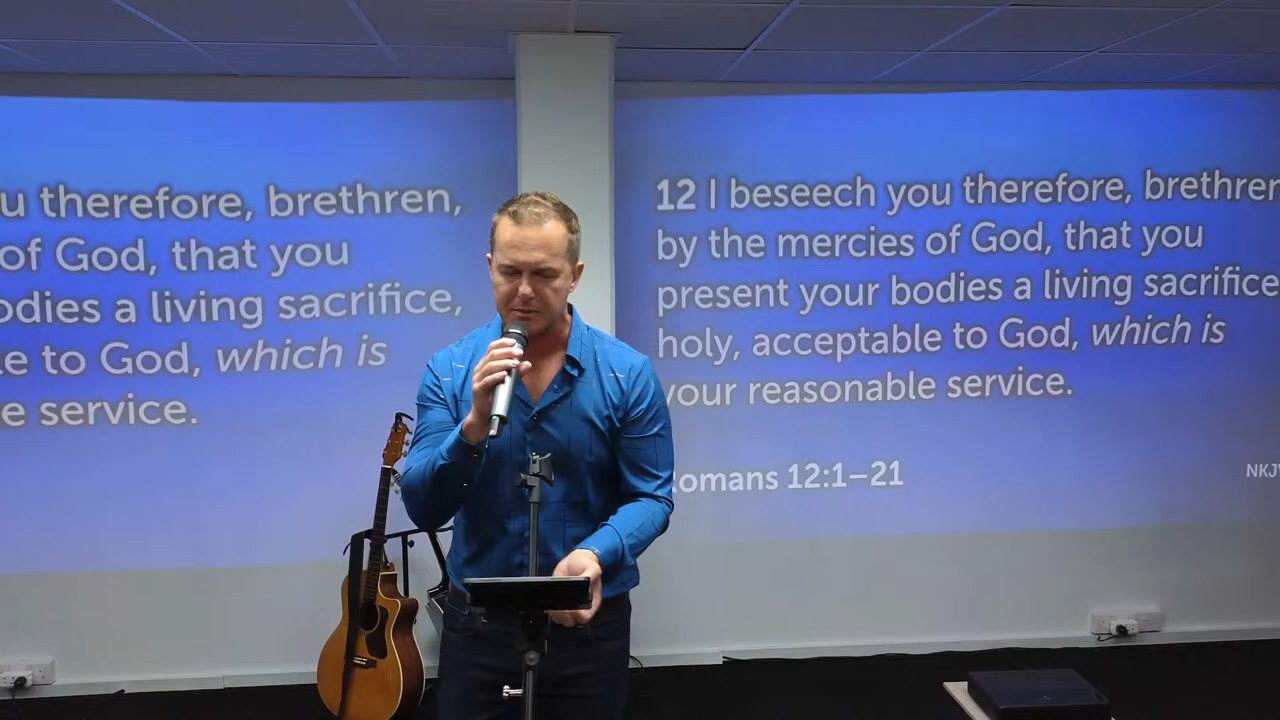 u therefore, brethren,
of God, that you
odies a living sacrifice,
le to God, which is
e service.
12 I beseech you therefore, brethren
by the mercies of God, that you
present your bodies a living sacrifice
holy, acceptable to God, which is
your reasonable service.
Romans 12:1–21
NKJV